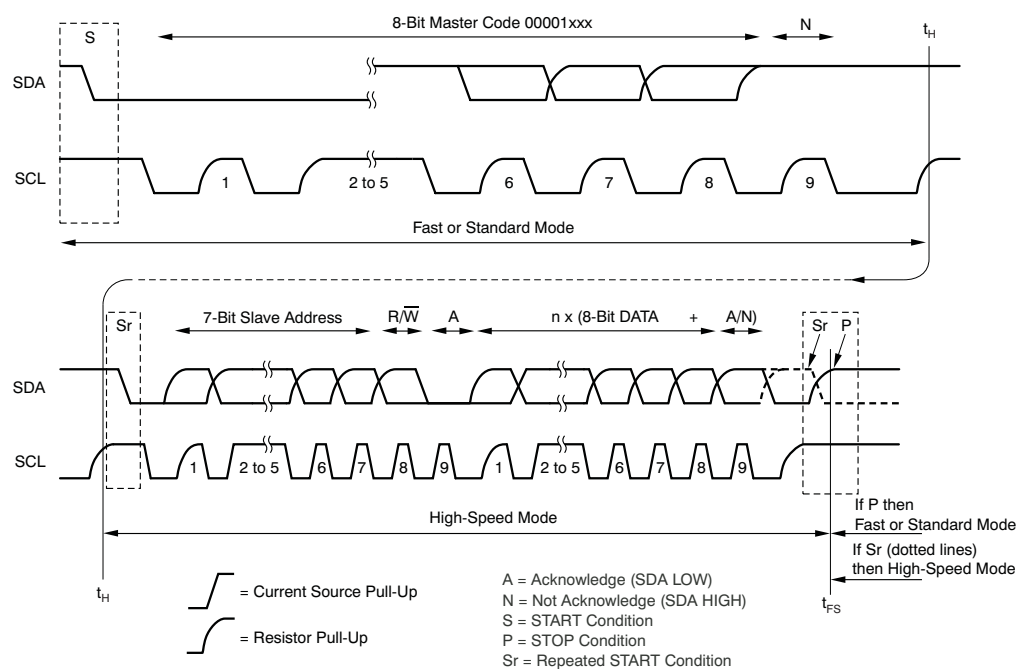 8-Bit Master Code 00001xxx
N
t_H
S
SDA
SCL
1
2 to 5
6
7
8
9
Fast or Standard Mode
Sr
7-Bit Slave Address
R/W̅
A
n x (8-Bit DATA + A/N)
Sr
P
SDA
SCL
1
2 to 5
6
7
8
9
1
2 to 5
6
7
8
9
High-Speed Mode
If P then
Fast or Standard Mode
If Sr (dotted lines)
then High-Speed Mode
t_H
t_FS
= Current Source Pull-Up
= Resistor Pull-Up
A = Acknowledge (SDA LOW)
N = Not Acknowledge (SDA HIGH)
S = START Condition
P = STOP Condition
Sr = Repeated START Condition